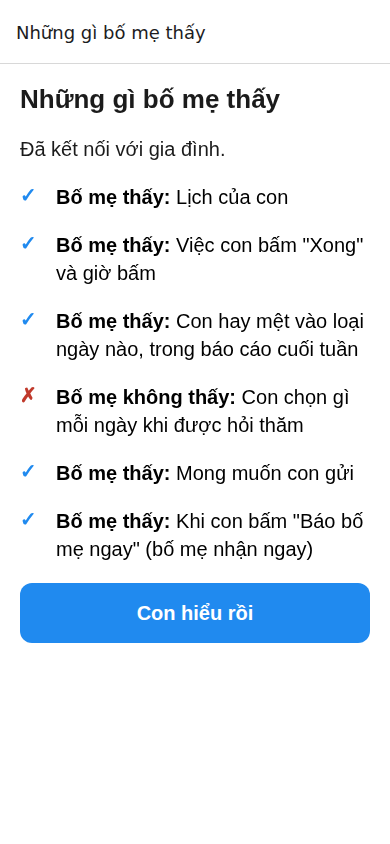 Những gì bố mẹ thấy
Những gì bố mẹ thấy
Đã kết nối với gia đình.
✓ Bố mẹ thấy: Lịch của con
✓ Bố mẹ thấy: Việc con bấm "Xong"
và giờ bấm
✓ Bố mẹ thấy: Con hay mệt vào loại
ngày nào, trong báo cáo cuối tuần
✗ Bố mẹ không thấy: Con chọn gì
mỗi ngày khi được hỏi thăm
✓ Bố mẹ thấy: Mong muốn con gửi
✓ Bố mẹ thấy: Khi con bấm "Báo bố
mẹ ngay" (bố mẹ nhận ngay)
Con hiểu rồi